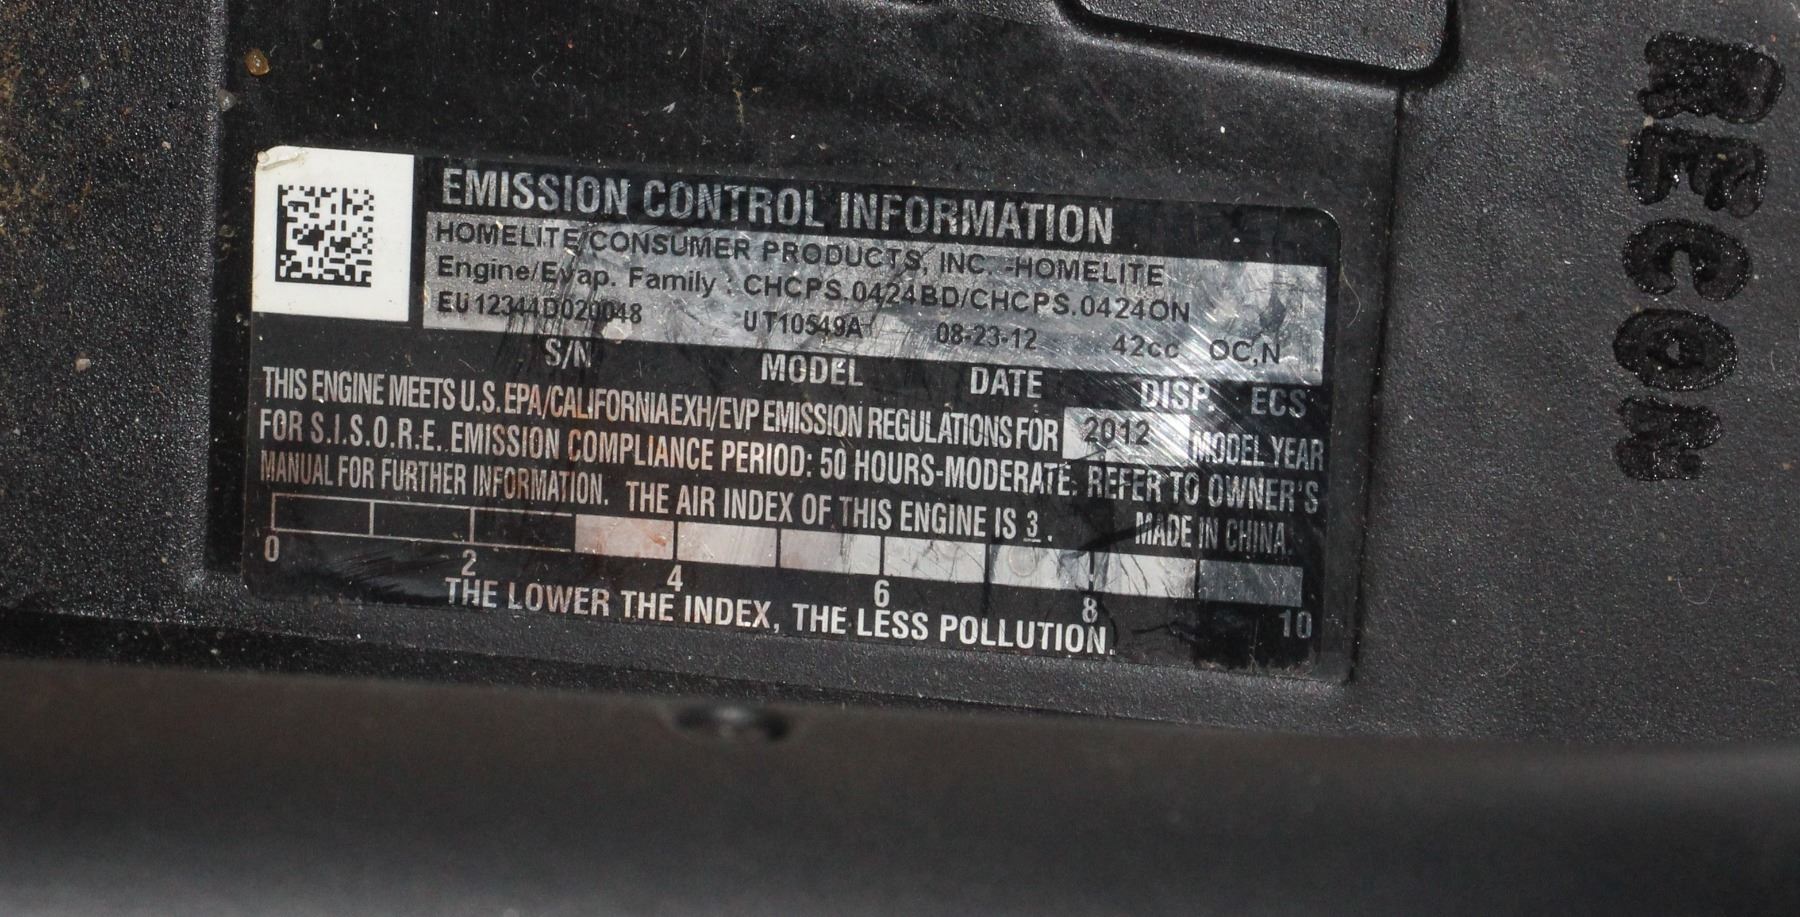 EMISSION CONTROL INFORMATION
HOMELITE CONSUMER PRODUCTS, INC. -HOMELITE
Engine/Evap. Family : CHCPS.0424BD/CHCPS.0424ON
EU12344D020048 UT10549A 08-23-12 42cc OC,N
S/N MODEL DATE DISP. ECS
THIS ENGINE MEETS U.S. EPA/CALIFORNIA EXH/EVP EMISSION REGULATIONS FOR 2012 MODEL YEAR
FOR S.I.S.O.R.E. EMISSION COMPLIANCE PERIOD: 50 HOURS-MODERATE. REFER TO OWNER'S
MANUAL FOR FURTHER INFORMATION. THE AIR INDEX OF THIS ENGINE IS 3. MADE IN CHINA.
0 2 4 6 8 10
THE LOWER THE INDEX, THE LESS POLLUTION.
RECON